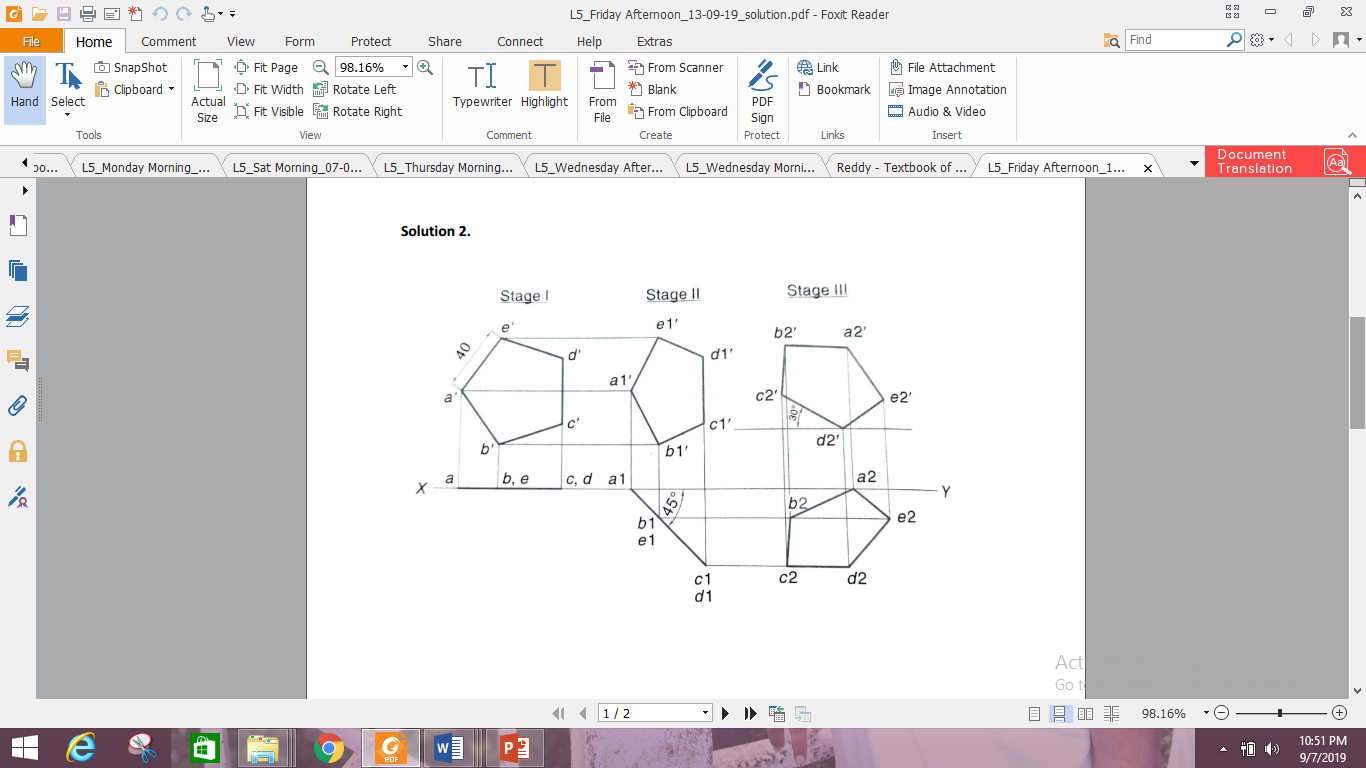 L5_Friday Afternoon_13-09-19_solution.pdf - Foxit Reader
File Home Comment View Form Protect Share Connect Help Extras Find
Hand
Select
SnapShot
Clipboard
Tools
Actual Size
Fit Page
Fit Width
Fit Visible
98.16%
Rotate Left
Rotate Right
View
Typewriter
Highlight
Comment
From File
From Scanner
Blank
From Clipboard
Create
PDF Sign
Protect
Link
Bookmark
Links
File Attachment
Image Annotation
Audio & Video
Insert
L5_Monday Morning_... L5_Sat Morning_07-0... L5_Thursday Morning... L5_Wednesday After... L5_Wednesday Morni... Reddy - Textbook of ... L5_Friday Afternoon_1...
Document Translation
Solution 2.
Stage I Stage II Stage III
e' e1' b2' a2'
40 d' d1'
a1'
a' c2' 30° e2'
c' c1'
b' b1' d2'
a b, e c, d a1 a2
X Y
45° b2
b1 e2
e1
c1 c2 d2
d1
1 / 2
98.16%
PDF
10:51 PM
9/7/2019